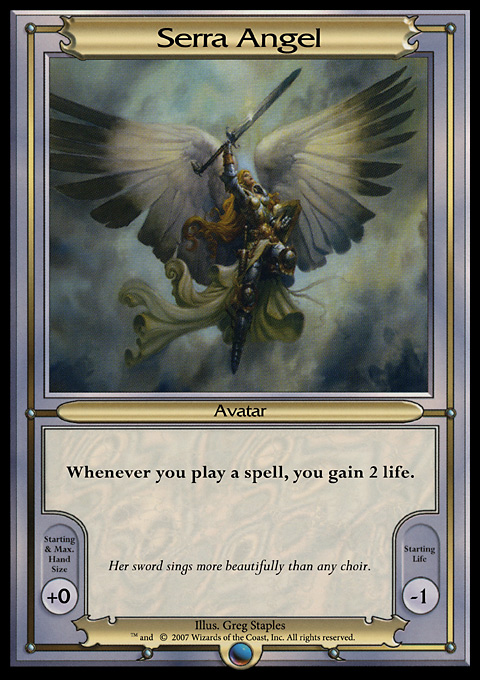 Serra Angel
Avatar
Whenever you play a spell, you gain 2 life.
Starting
& Max.
Hand
Size
+0
Her sword sings more beautifully than any choir.
Starting
Life
-1
Illus. Greg Staples
™ and © 2007 Wizards of the Coast, Inc. All rights reserved.